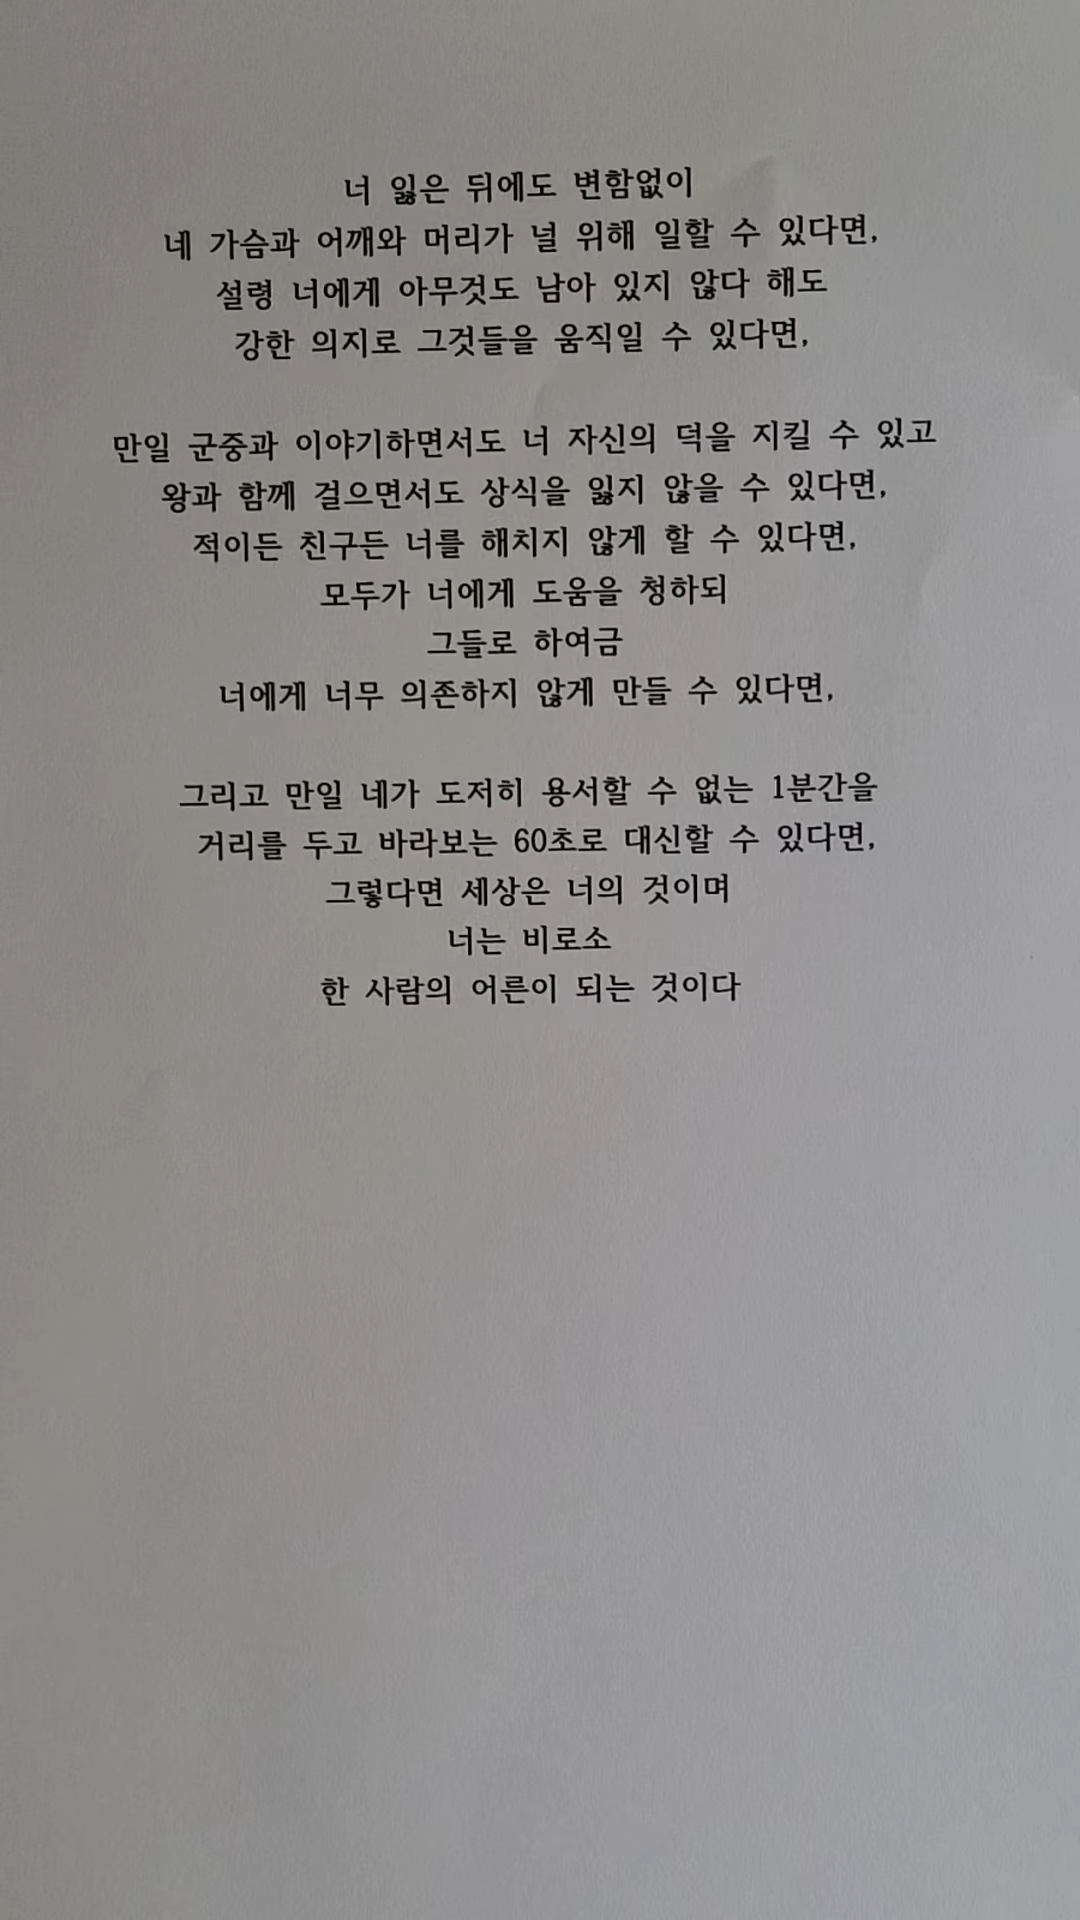 너 잃은 뒤에도 변함없이
네 가슴과 어깨와 머리가 널 위해 일할 수 있다면,
설령 너에게 아무것도 남아 있지 않다 해도
강한 의지로 그것들을 움직일 수 있다면,
만일 군중과 이야기하면서도 너 자신의 덕을 지킬 수 있고
왕과 함께 걸으면서도 상식을 잃지 않을 수 있다면,
적이든 친구든 너를 해치지 않게 할 수 있다면,
모두가 너에게 도움을 청하되
그들로 하여금
너에게 너무 의존하지 않게 만들 수 있다면,
그리고 만일 네가 도저히 용서할 수 없는 1분간을
거리를 두고 바라보는 60초로 대신할 수 있다면,
그렇다면 세상은 너의 것이며
너는 비로소
한 사람의 어른이 되는 것이다